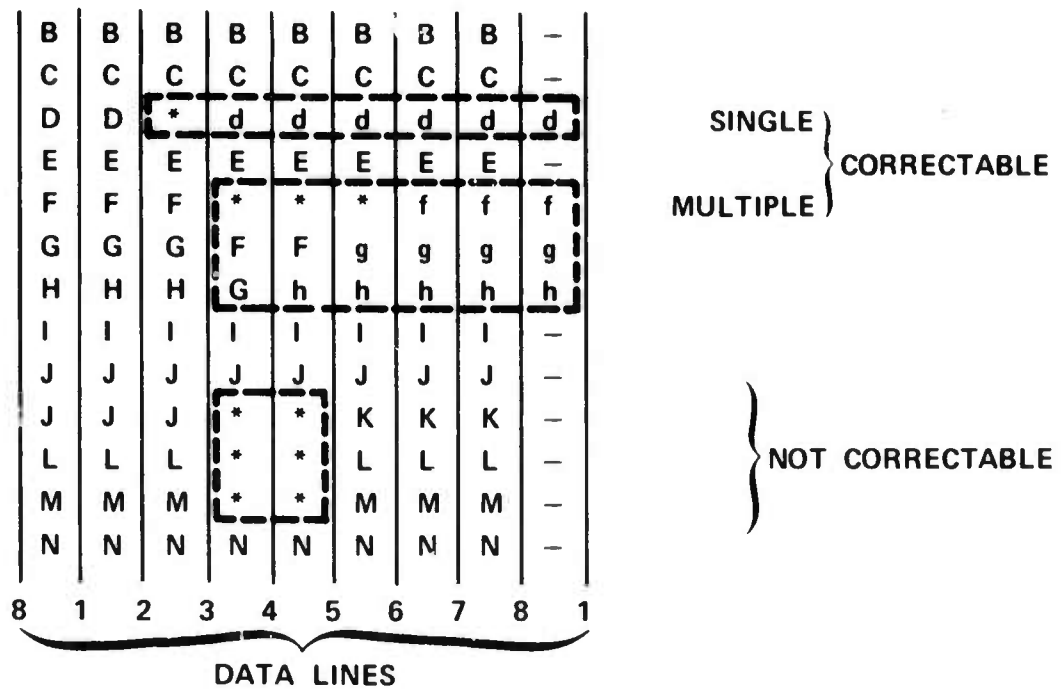 B B B B B B B B –
C C C C C C C C –
D D * d d d d d d SINGLE
E E E E E E E E – CORRECTABLE
F F F * * * f f f MULTIPLE
G G G F F g g g g
H H H G h h h h h
I I I I I I I I –
J J J J J J J J –
J J J * * K K K –
L L L * * L L L – NOT CORRECTABLE
M M M * * M M M –
N N N N N N N N –
8 1 2 3 4 5 6 7 8 1
DATA LINES